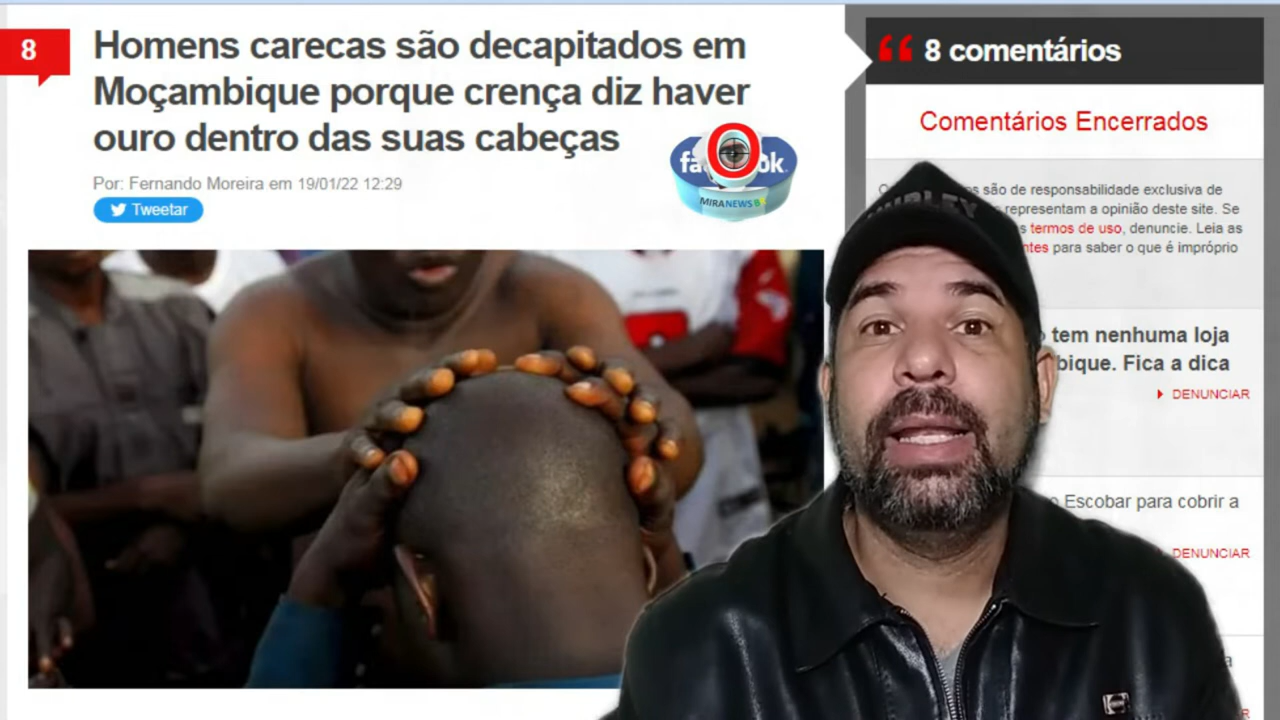 8
Homens carecas são decapitados em
Moçambique porque crença diz haver
ouro dentro das suas cabeças
Por: Fernando Moreira em 19/01/22 12:29
Tweetar
MIRANEWS
8 comentários
Comentários Encerrados
são de responsabilidade exclusiva de
representam a opinião deste site. Se
termos de uso, denuncie. Leia as
para saber o que é impróprio
tem nenhuma loja
Fica a dica
DENUNCIAR
Escobar para cobrir a
DENUNCIAR